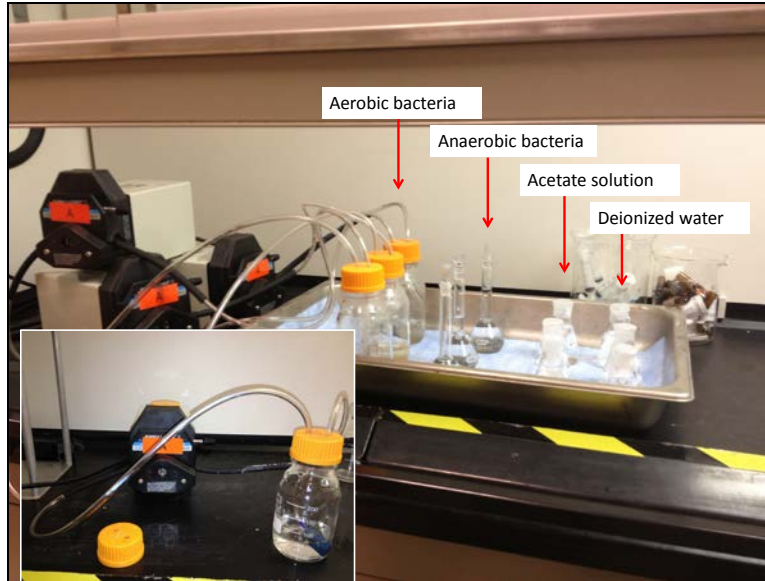 Aerobic bacteria
Anaerobic bacteria
Acetate solution
Deionized water
A
A
A
A